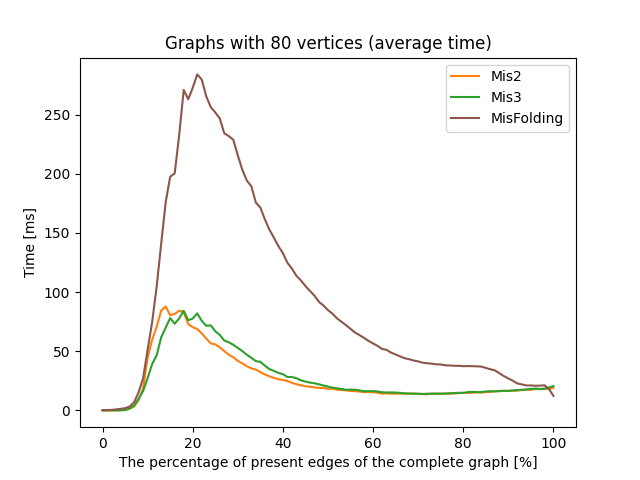 Graphs with 80 vertices (average time)
Mis2
Mis3
MisFolding
Time [ms]
250
200
150
100
50
0
0 20 40 60 80 100
The percentage of present edges of the complete graph [%]